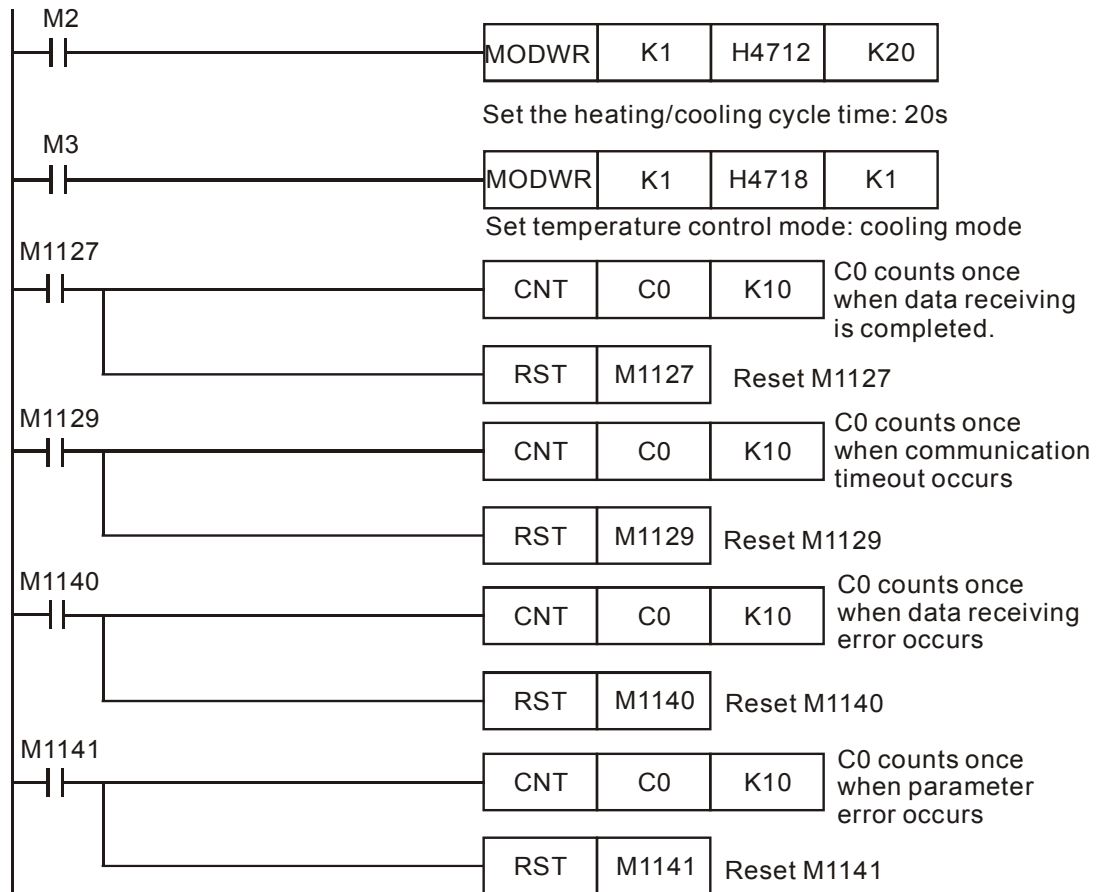 M2
MODWR K1 H4712 K20
Set the heating/cooling cycle time: 20s
M3
MODWR K1 H4718 K1
Set temperature control mode: cooling mode
M1127
CNT C0 K10
C0 counts once
when data receiving
is completed.
RST M1127 Reset M1127
M1129
CNT C0 K10
C0 counts once
when communication
timeout occurs
RST M1129 Reset M1129
M1140
CNT C0 K10
C0 counts once
when data receiving
error occurs
RST M1140 Reset M1140
M1141
CNT C0 K10
C0 counts once
when parameter
error occurs
RST M1141 Reset M1141